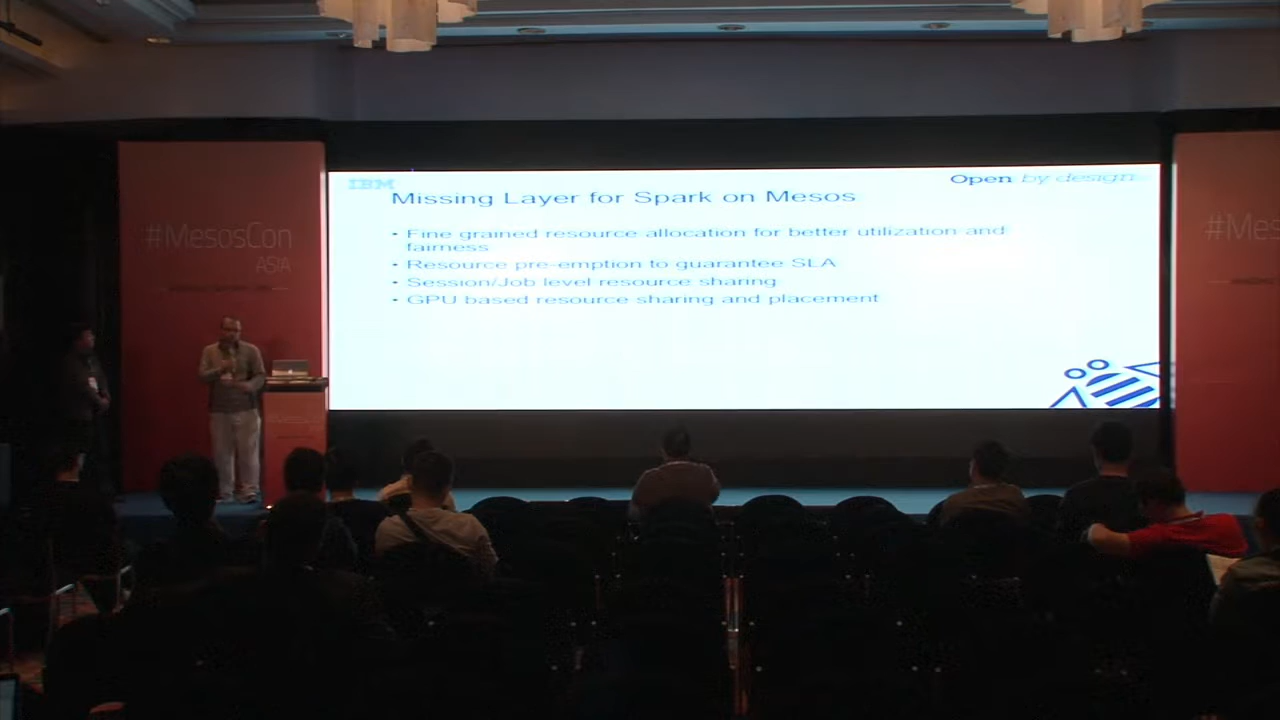 IBM
Open by design
Missing Layer for Spark on Mesos
• Fine grained resource allocation for better utilization and
fairness
• Resource pre-emption to guarantee SLA
• Session/Job level resource sharing
• GPU based resource sharing and placement
#MesosCon
ASIA
#Mes